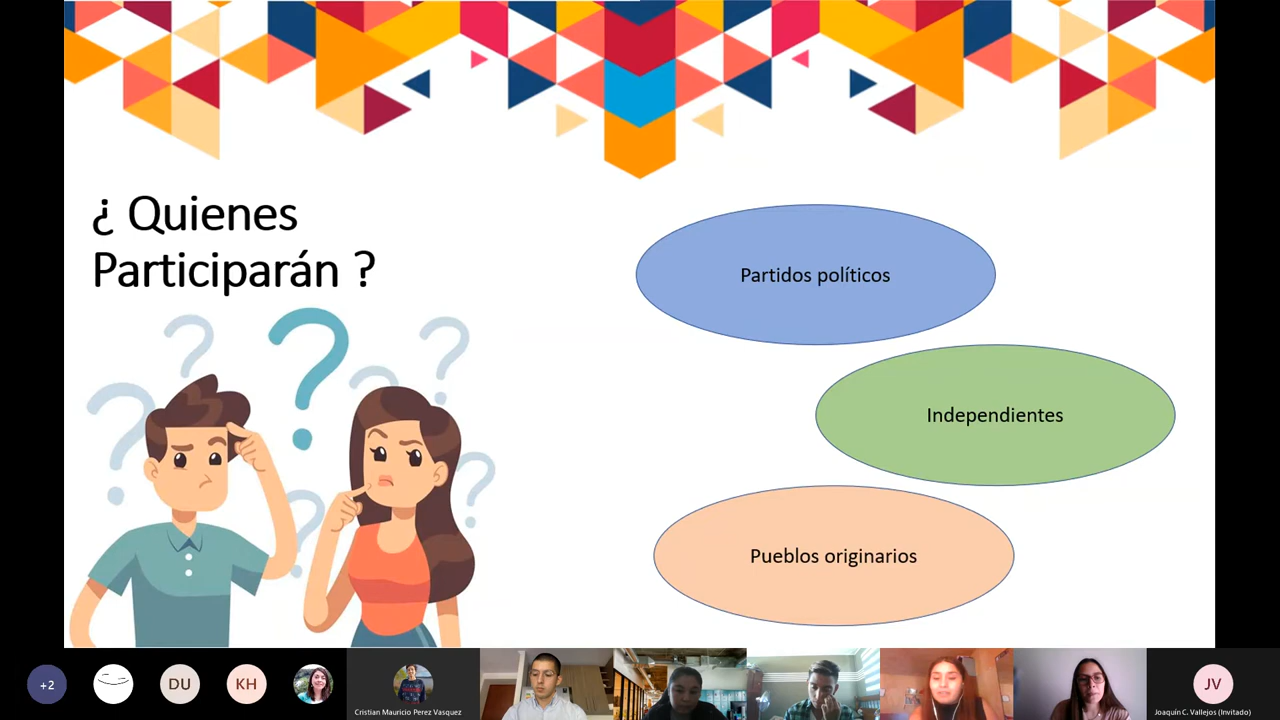 ¿ Quienes
Participarán ?
Partidos políticos
Independientes
Pueblos originarios
+2
DU
KH
Cristian Mauricio Perez Vasquez
JV
Joaquín C. Vallejos (Invitado)